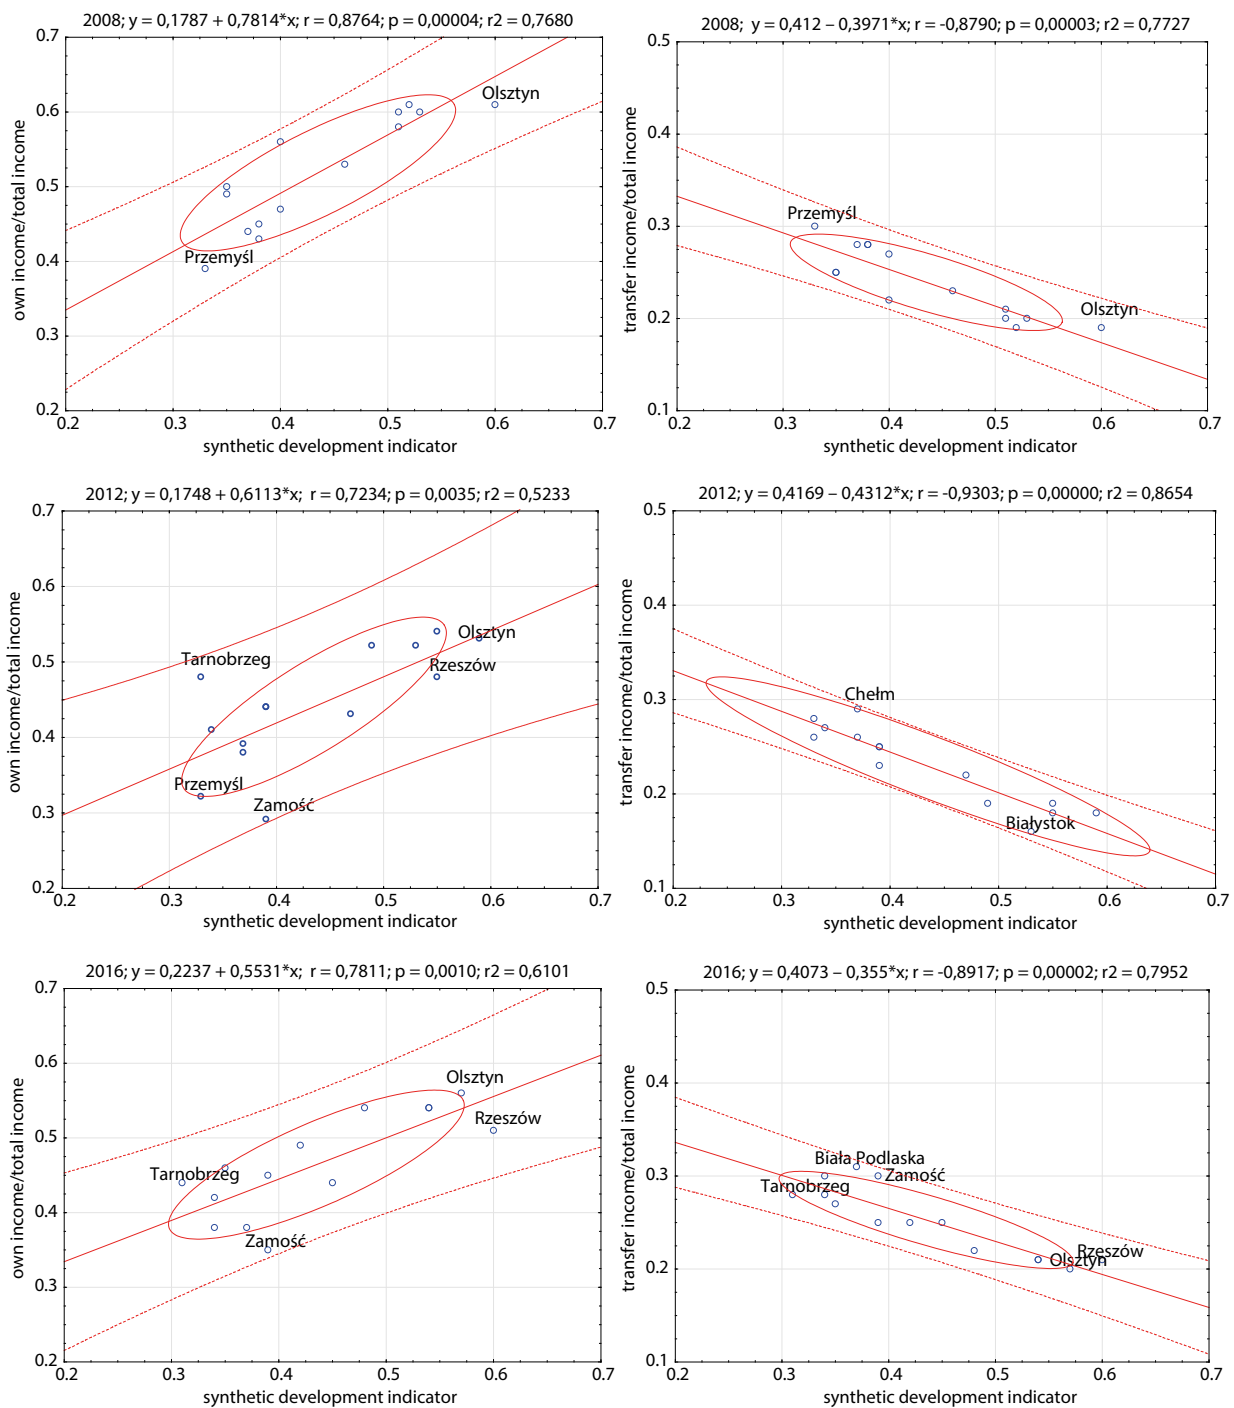 2008; y = 0,1787 + 0,7814*x; r = 0,8764; p = 0,00004; r2 = 0,7680
own income/total income
0.7
0.6
0.5
0.4
0.3
0.2
Olsztyn
Przemyśl
0.2 0.3 0.4 0.5 0.6 0.7
synthetic development indicator
2008; y = 0,412 – 0,3971*x; r = -0,8790; p = 0,00003; r2 = 0,7727
transfer income/total income
0.5
0.4
0.3
0.2
0.1
Przemyśl
Olsztyn
0.2 0.3 0.4 0.5 0.6 0.7
synthetic development indicator
2012; y = 0,1748 + 0,6113*x; r = 0,7234; p = 0,0035; r2 = 0,5233
own income/total income
0.7
0.6
0.5
0.4
0.3
0.2
Olsztyn
Tarnobrzeg
Rzeszów
Przemyśl
Zamość
0.2 0.3 0.4 0.5 0.6 0.7
synthetic development indicator
2012; y = 0,4169 – 0,4312*x; r = -0,9303; p = 0,00000; r2 = 0,8654
transfer income/total income
0.5
0.4
0.3
0.2
0.1
Chełm
Białystok
0.2 0.3 0.4 0.5 0.6 0.7
synthetic development indicator
2016; y = 0,2237 + 0,5531*x; r = 0,7811; p = 0,0010; r2 = 0,6101
own income/total income
0.7
0.6
0.5
0.4
0.3
0.2
Olsztyn
Rzeszów
Tarnobrzeg
Zamość
0.2 0.3 0.4 0.5 0.6 0.7
synthetic development indicator
2016; y = 0,4073 – 0,355*x; r = -0,8917; p = 0,00002; r2 = 0,7952
transfer income/total income
0.5
0.4
0.3
0.2
0.1
Biała Podlaska
Zamość
Tarnobrzeg
Rzeszów
Olsztyn
0.2 0.3 0.4 0.5 0.6 0.7
synthetic development indicator